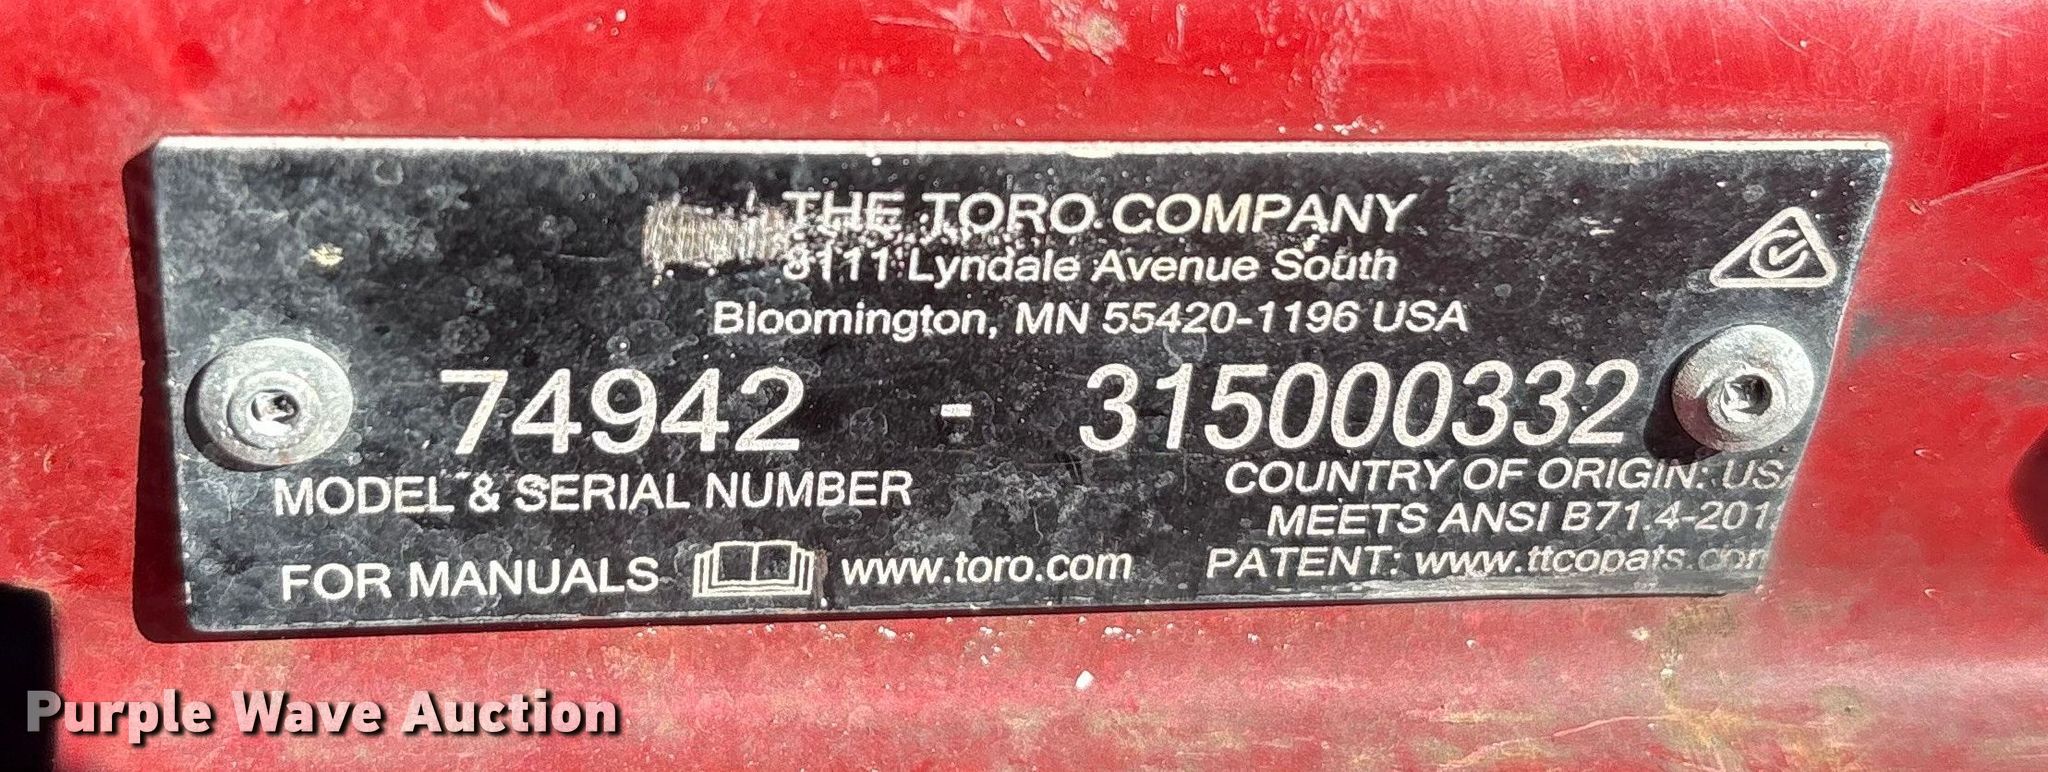 THE TORO COMPANY
8111 Lyndale Avenue South
Bloomington, MN 55420-1196 USA
74942 - 315000332
MODEL & SERIAL NUMBER
COUNTRY OF ORIGIN: USA
MEETS ANSI B71.4-201
FOR MANUALS www.toro.com
PATENT: www.ttcopats.com
Purple Wave Auction